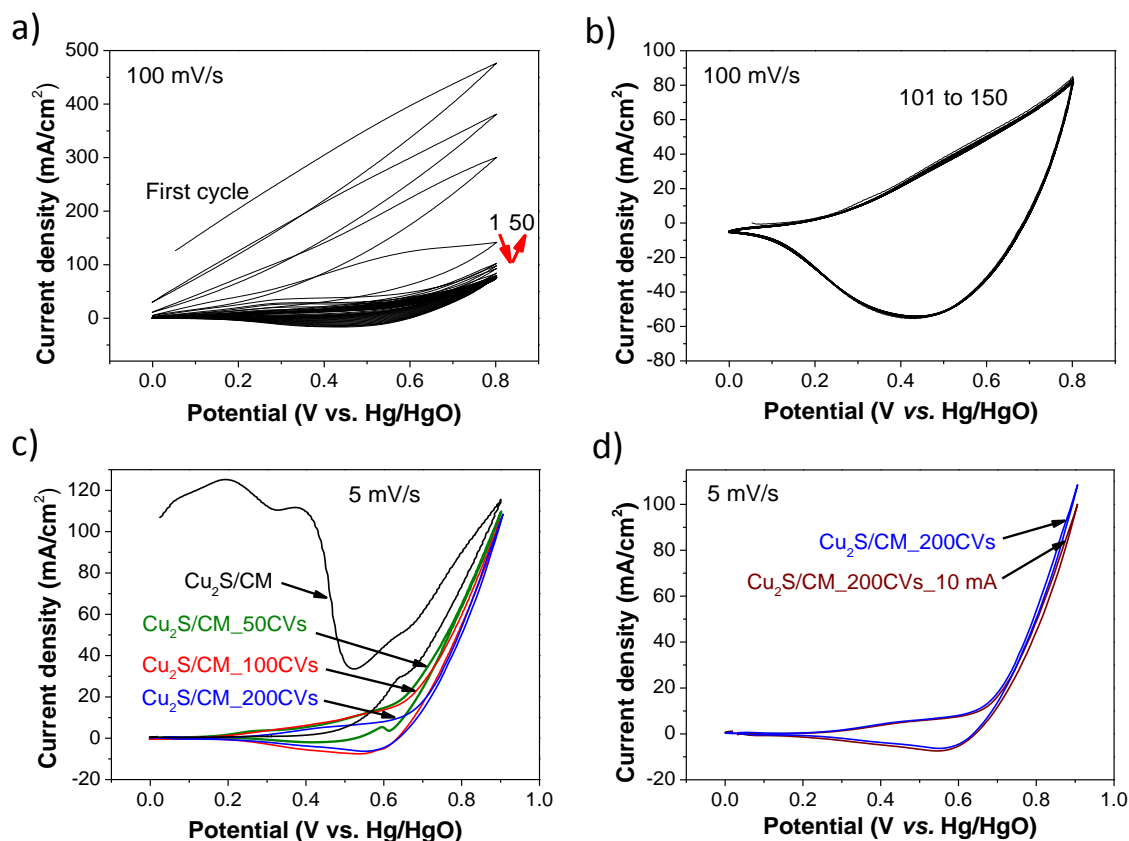 a)
100 mV/s
First cycle
1 50
500
400
300
200
100
0
0.0 0.2 0.4 0.6 0.8
Current density (mA/cm²)
Potential (V vs. Hg/HgO)
b)
100 mV/s
101 to 150
100
80
60
40
20
0
-20
-40
-60
-80
0.0 0.2 0.4 0.6 0.8
Current density (mA/cm²)
Potential (V vs. Hg/HgO)
c)
5 mV/s
Cu₂S/CM
Cu₂S/CM_50CVs
Cu₂S/CM_100CVs
Cu₂S/CM_200CVs
120
100
80
60
40
20
0
-20
0.0 0.2 0.4 0.6 0.8 1.0
Current density (mA/cm²)
Potential (V vs. Hg/HgO)
d)
5 mV/s
Cu₂S/CM_200CVs
Cu₂S/CM_200CVs_10 mA
100
80
60
40
20
0
-20
0.0 0.2 0.4 0.6 0.8 1.0
Current density (mA/cm²)
Potential (V vs. Hg/HgO)